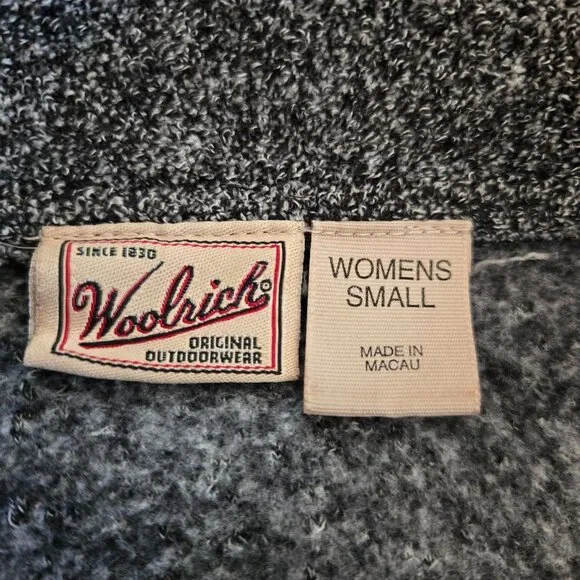 SINCE 1830
Woolrich®
ORIGINAL
OUTDOORWEAR
WOMENS
SMALL
MADE IN
MACAU